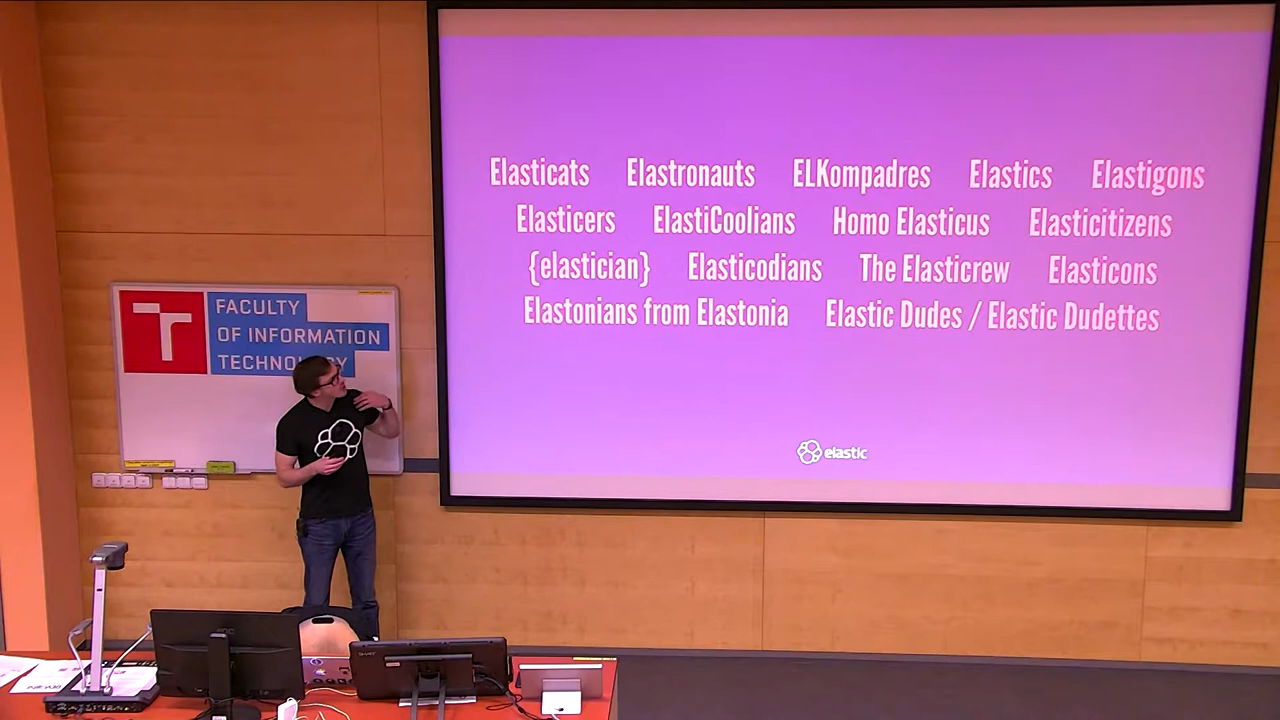 Elasticats Elastronauts ELKompadres Elastics Elastigons
Elasticers ElastiCoolians Homo Elasticus Elasticitizens
{elastician} Elasticodians The Elasticrew Elasticons
Elastonians from Elastonia Elastic Dudes / Elastic Dudettes
elastic
T
FACULTY
OF INFORMATION